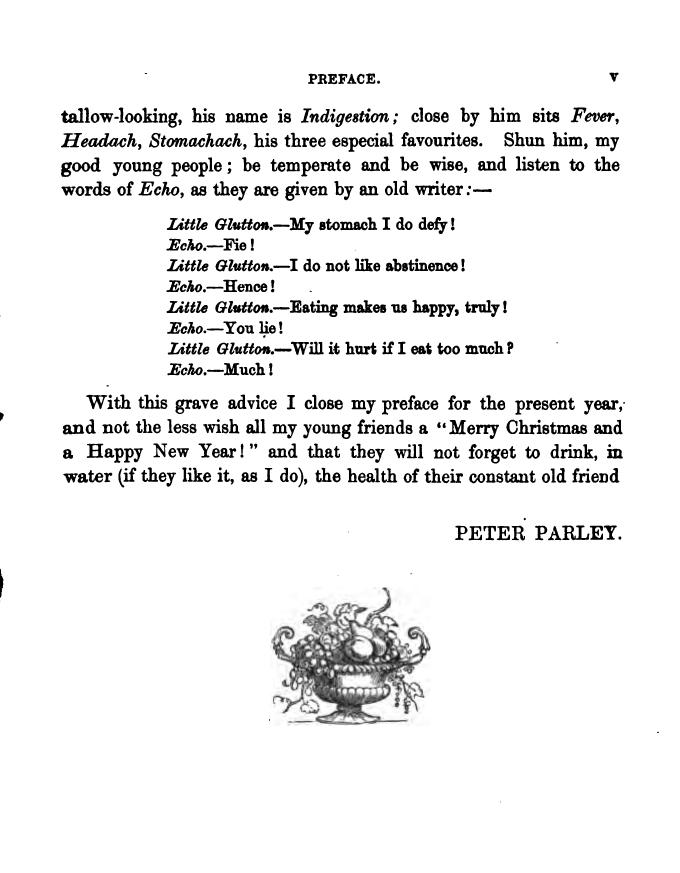 PREFACE. V
tallow-looking, his name is Indigestion; close by him sits Fever,
Headach, Stomachach, his three especial favourites. Shun him, my
good young people; be temperate and be wise, and listen to the
words of Echo, as they are given by an old writer:—
Little Glutton.—My stomach I do defy!
Echo.—Fie!
Little Glutton.—I do not like abstinence!
Echo.—Hence!
Little Glutton.—Eating makes us happy, truly!
Echo.—You lie!
Little Glutton.—Will it hurt if I eat too much?
Echo.—Much!
With this grave advice I close my preface for the present year,
and not the less wish all my young friends a “Merry Christmas and
a Happy New Year!” and that they will not forget to drink, in
water (if they like it, as I do), the health of their constant old friend
PETER PARLEY.